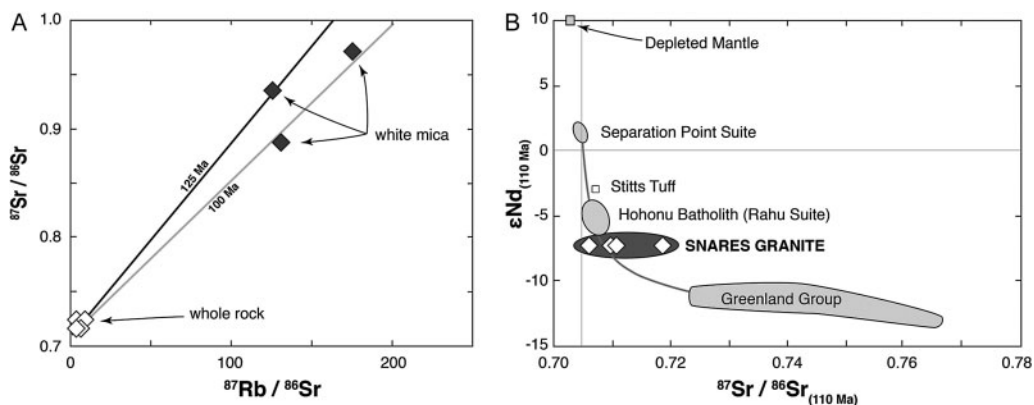 A
1.0
0.9
0.8
0.7
⁸⁷Sr / ⁸⁶Sr
125 Ma
100 Ma
white mica
whole rock
0
100
200
⁸⁷Rb / ⁸⁶Sr
B
10
5
0
-5
-10
-15
εNd(110 Ma)
Depleted Mantle
Separation Point Suite
Stitts Tuff
Hohonu Batholith (Rahu Suite)
SNARES GRANITE
Greenland Group
0.70
0.72
0.74
0.76
0.78
⁸⁷Sr / ⁸⁶Sr(110 Ma)